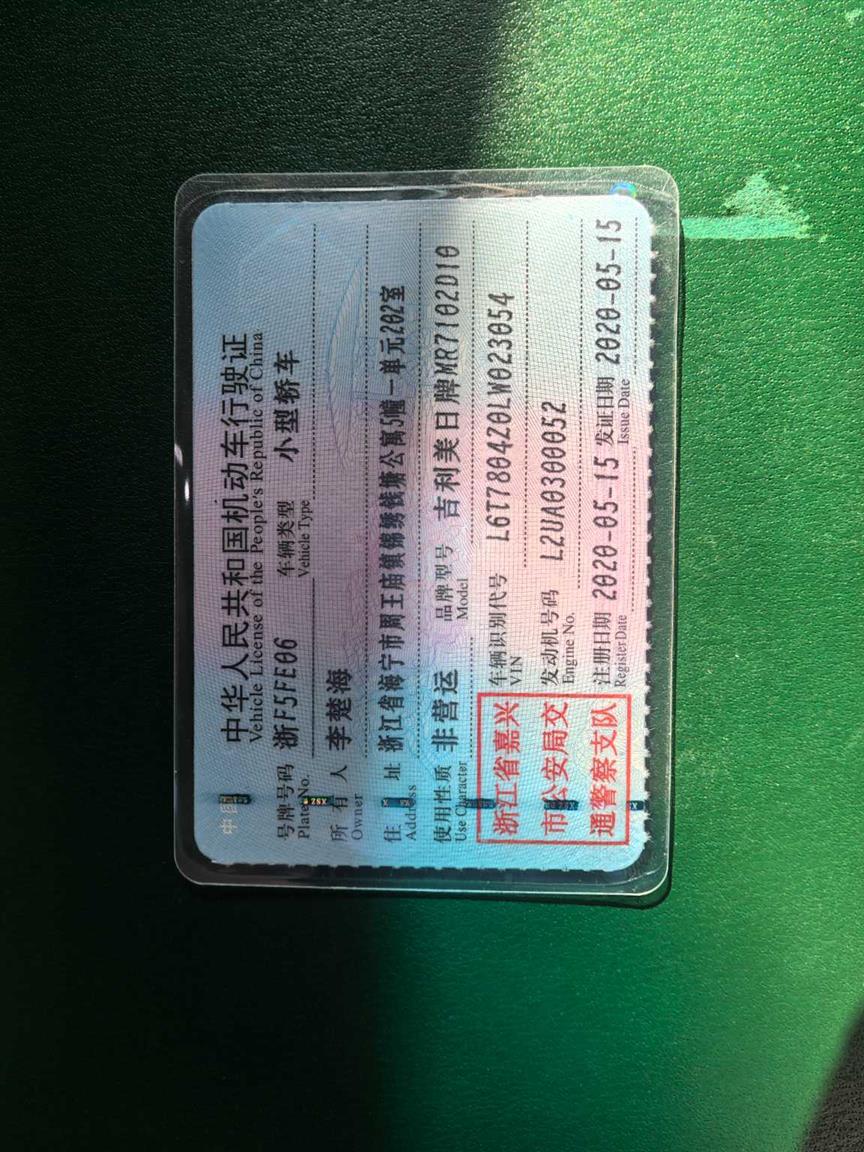 中华人民共和国机动车行驶证
Vehicle License of the People's Republic of China
号牌号码 浙F5FE06 车辆类型 小型轿车
Plate No. Vehicle Type
所有人 李楚海
Owner
住址 浙江省海宁市周王庙镇锦绣钱塘公寓5幢一单元202室
Address
使用性质 非营运 品牌型号 吉利美日牌MR7102D10
Use Character Model
浙江省嘉兴
市公安局交
通警察支队
车辆识别代号 L6T7804Z0LW023054
VIN
发动机号码 L2UA0300052
Engine No.
注册日期 2020-05-15 发证日期 2020-05-15
Register Date Issue Date